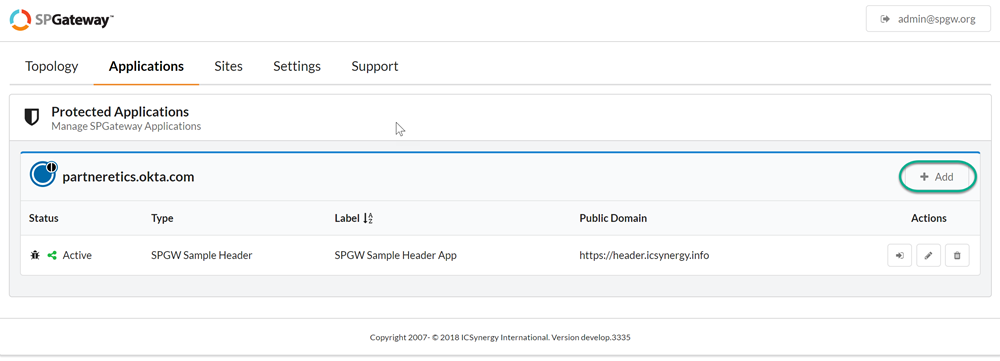 SPGateway™
admin@spgw.org
Topology Applications Sites Settings Support
Protected Applications
Manage SPGateway Applications
partneretics.okta.com
Add
Status Type Label Public Domain Actions
Active SPGW Sample Header SPGW Sample Header App https://header.icsynergy.info
Copyright 2007- © 2018 ICSynergy International. Version develop.3335